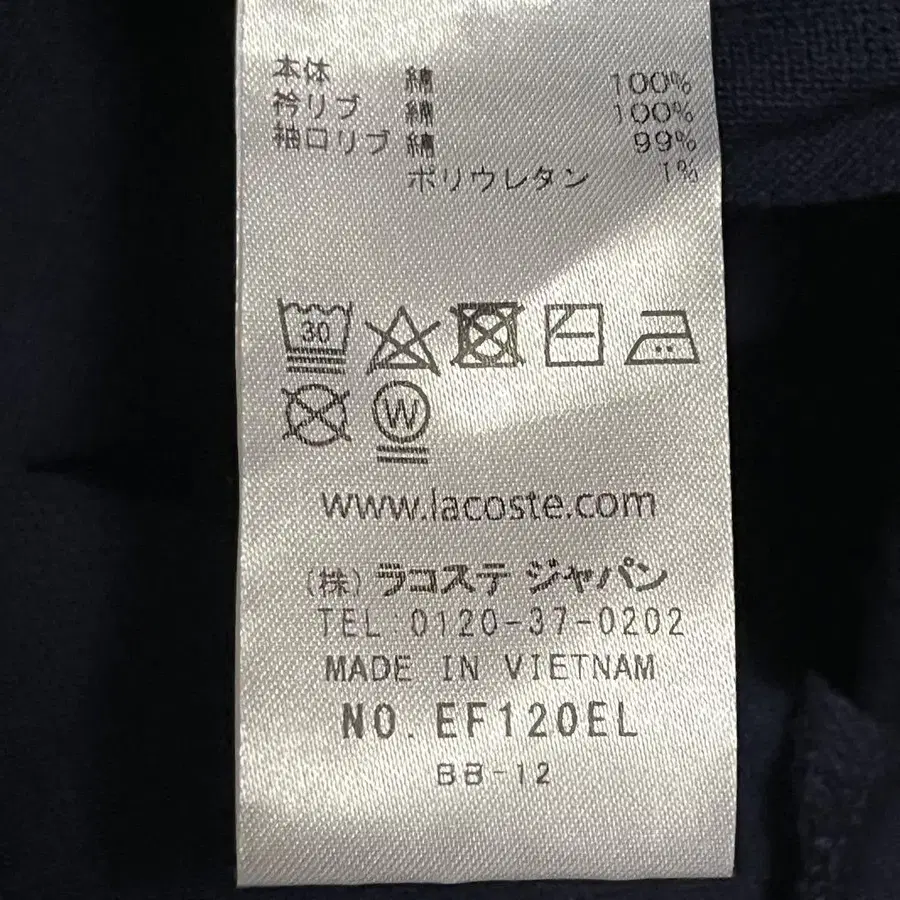 本体 綿 100%
衿リブ 綿 100%
袖口リブ 綿 99%
ポリウレタン 1%
30
W
www.lacoste.com
(株) ラコステ ジャパン
TEL:0120-37-0202
MADE IN VIETNAM
NO. EF120EL
BB-12